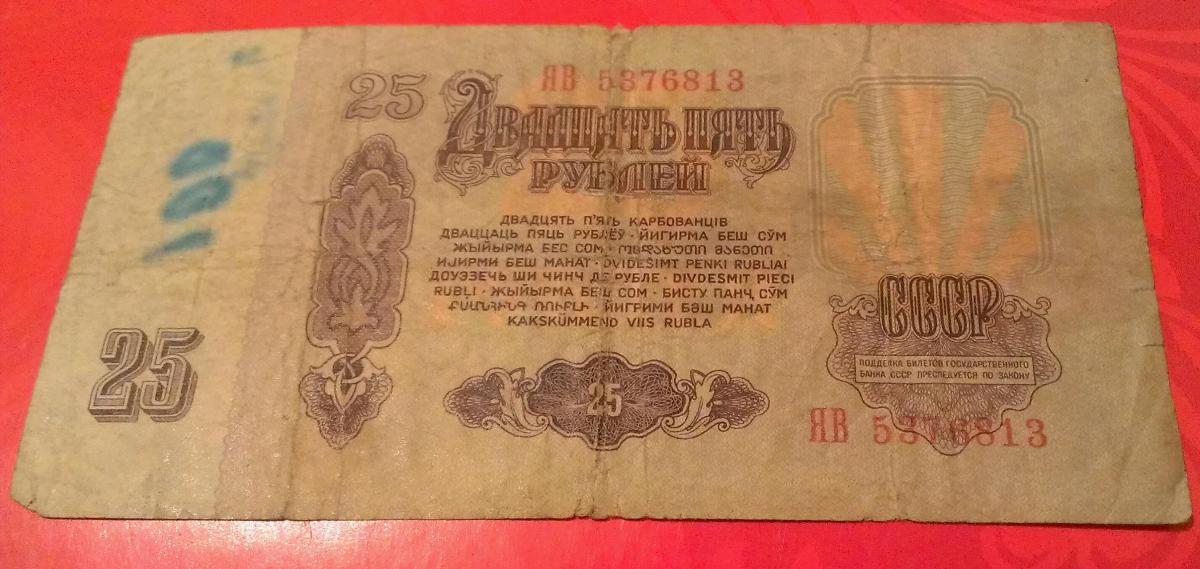 100
25
ЯВ 5376813
Двадцать пять
рублей
ДВАДЦЯТЬ П'ЯТЬ КАРБОВАНЦІВ
ДВАЦЦАЦЬ ПЯЦЬ РУБЛЁЎ · ЙИГИРМА БЕШ СЎМ
ЖЫЙЫРМА БЕС СОМ · ᲝᲪᲓᲐᲮᲣᲗᲘ ᲛᲐᲜᲔᲗᲘ
ИЈИРМИ БЕШ МАНАТ · DVIDEŠIMT PENKI RUBLIAI
ДОУЭЗЕЧЬ ШИ ЧИНЧ ДЕ РУБЛЕ · DIVDESMIT PIECI
RUBLI · ЖЫЙЫРМА БЕШ СОМ · БИСТУ ПАНҶ СЎМ
ՔՍԱՆՀԻՆԳ ՌՈՒԲԼԻ · ЙИГРИМИ БӘШ МАНАТ
KAKSKÜMMEND VIIS RUBLA
СССР
ПОДДЕЛКА БИЛЕТОВ ГОСУДАРСТВЕННОГО
БАНКА СССР ПРЕСЛЕДУЕТСЯ ПО ЗАКОНУ
25
25
ЯВ 5376813